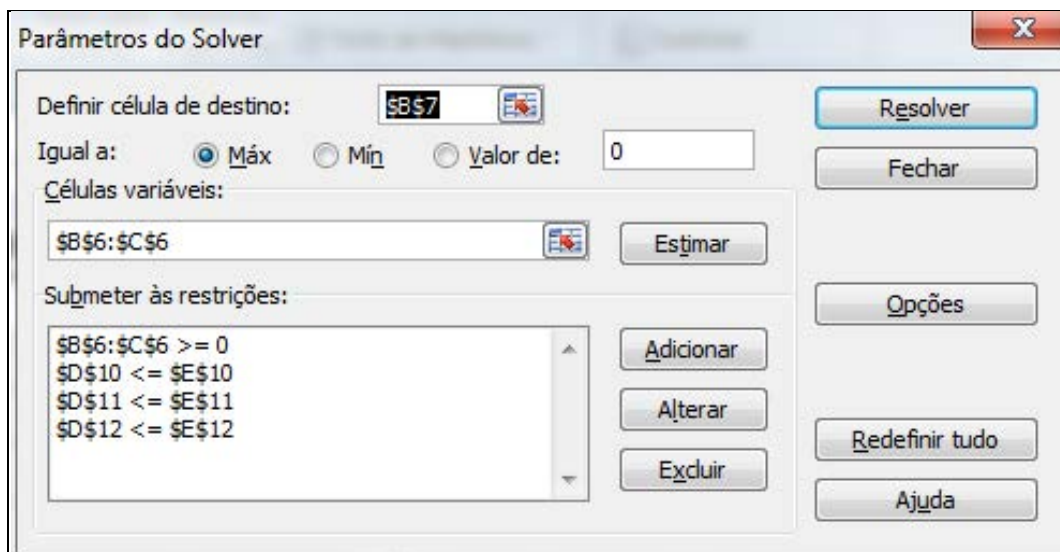 Parâmetros do Solver
Definir célula de destino: $B$7
Resolver
Igual a: Máx Mín Valor de: 0
Fechar
Células variáveis:
$B$6:$C$6
Estimar
Submeter às restrições:
Opções
$B$6:$C$6 >= 0
$D$10 <= $E$10
$D$11 <= $E$11
$D$12 <= $E$12
Adicionar
Alterar
Excluir
Redefinir tudo
Ajuda